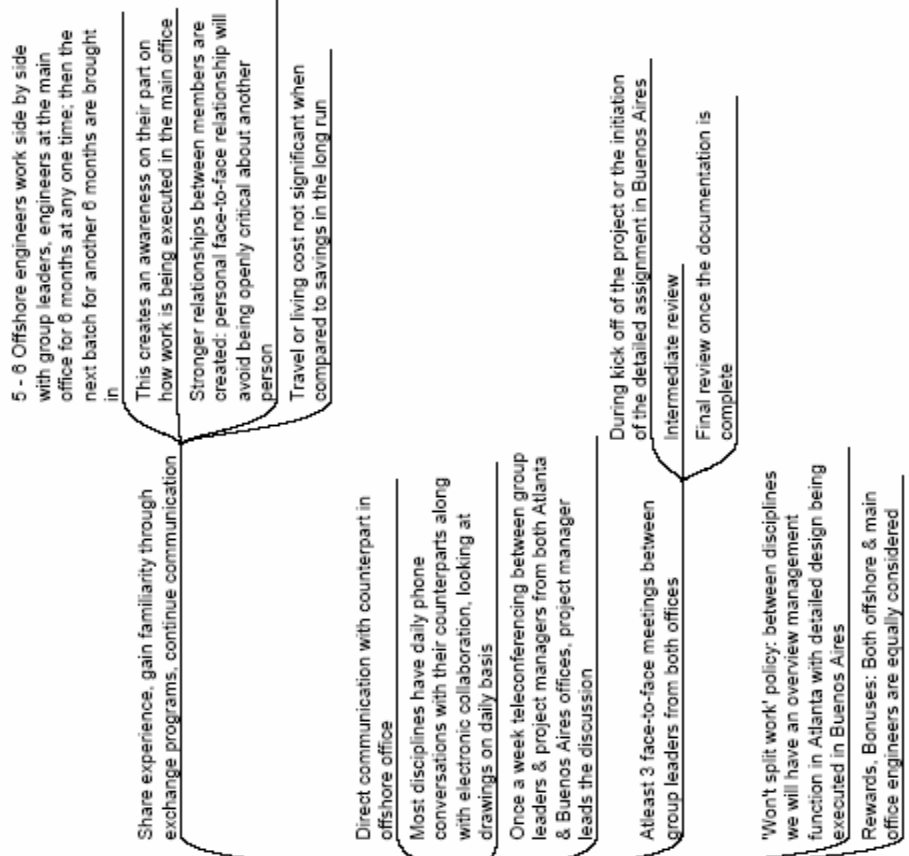 Share experience, gain familiarity through
exchange programs, continue communication
5 - 6 Offshore engineers work side by side
with group leaders, engineers at the main
office for 6 months at any one time; then the
next batch for another 6 months are brought
in
This creates an awareness on their part on
how work is being executed in the main office
Stronger relationships between members are
created: personal face-to-face relationship will
avoid being openly critical about another
person
Travel or living cost not significant when
compared to savings in the long run
Direct communication with counterpart in
offshore office
Most disciplines have daily phone
conversations with their counterparts along
with electronic collaboration, looking at
drawings on daily basis
Once a week teleconferencing between group
leaders & project managers from both Atlanta
& Buenos Aires offices, project manager
leads the discussion
Atleast 3 face-to-face meetings between
group leaders from both offices
During kick off of the project or the initiation
of the detailed assignment in Buenos Aires
Intermediate review
Final review once the documentation is
complete
'Won't split work' policy: between disciplines
we will have an overview management
function in Atlanta with detailed design being
executed in Buenos Aires
Rewards, Bonuses: Both offshore & main
office engineers are equally considered